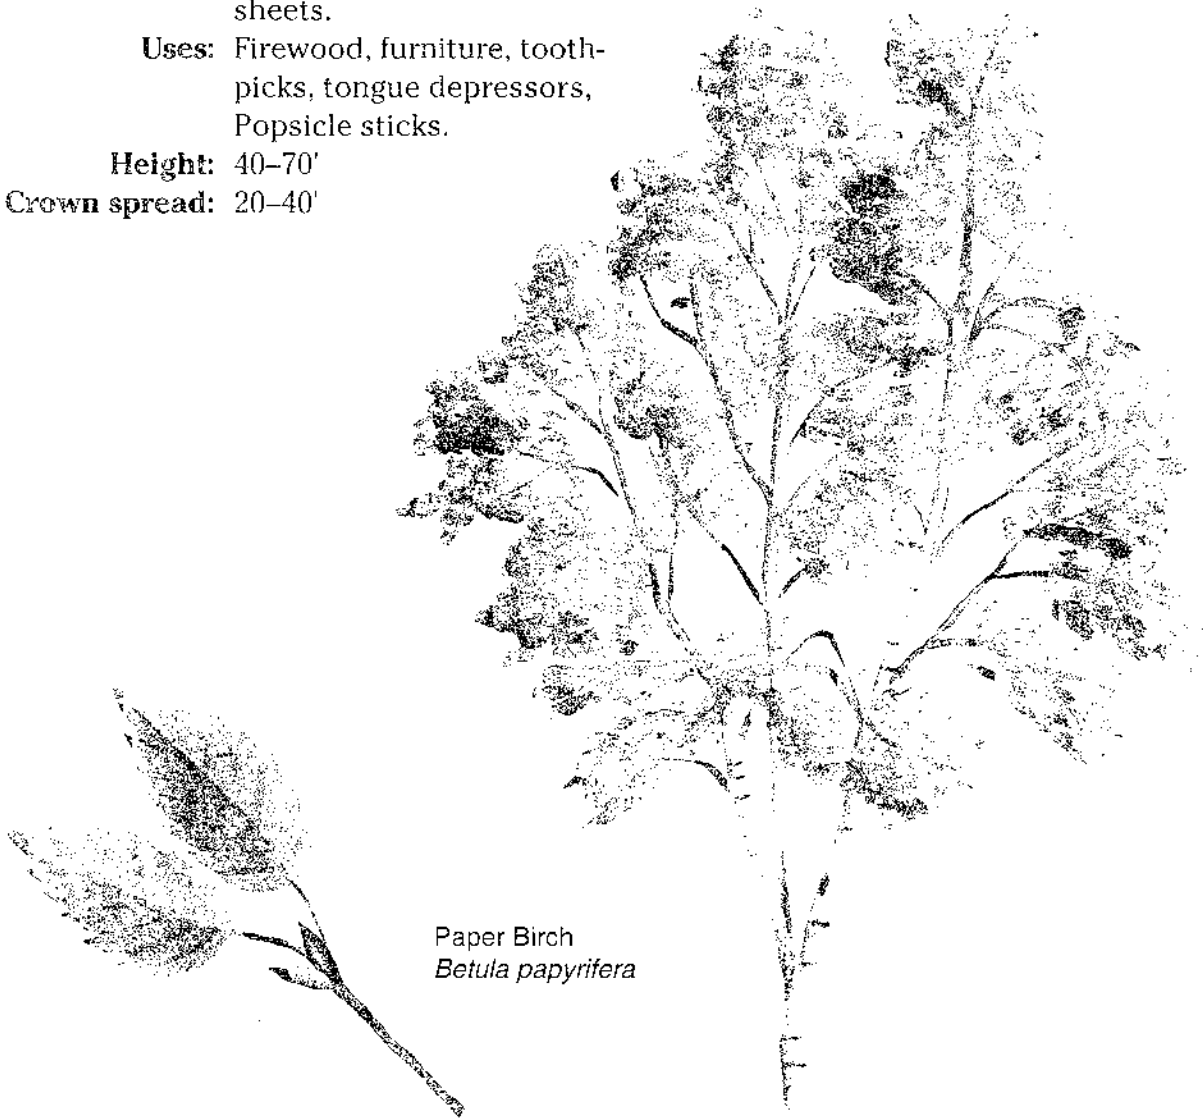 sheets.
Uses: Firewood, furniture, tooth-
picks, tongue depressors,
Popsicle sticks.
Height: 40–70'
Crown spread: 20–40'
Paper Birch
Betula papyrifera